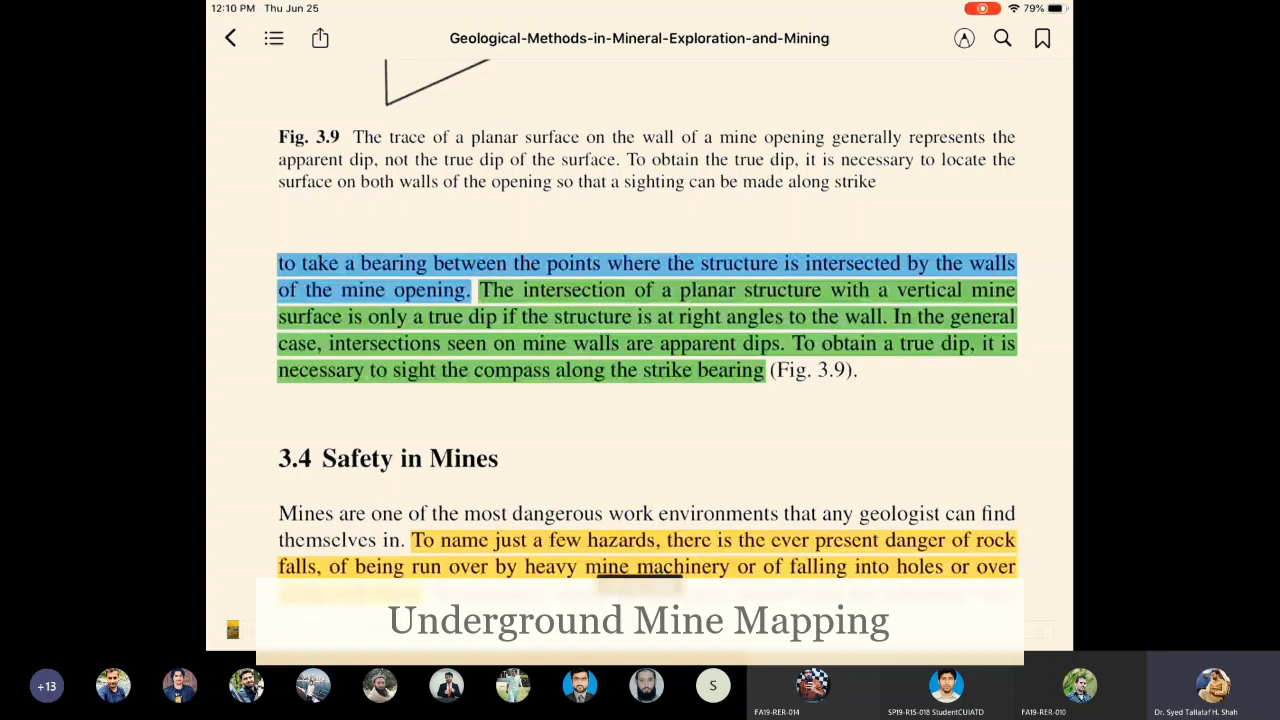 12:10 PM Thu Jun 25
79%
Geological-Methods-in-Mineral-Exploration-and-Mining
Fig. 3.9 The trace of a planar surface on the wall of a mine opening generally represents the
apparent dip, not the true dip of the surface. To obtain the true dip, it is necessary to locate the
surface on both walls of the opening so that a sighting can be made along strike
to take a bearing between the points where the structure is intersected by the walls
of the mine opening. The intersection of a planar structure with a vertical mine
surface is only a true dip if the structure is at right angles to the wall. In the general
case, intersections seen on mine walls are apparent dips. To obtain a true dip, it is
necessary to sight the compass along the strike bearing (Fig. 3.9).
3.4 Safety in Mines
Mines are one of the most dangerous work environments that any geologist can find
themselves in. To name just a few hazards, there is the ever present danger of rock
falls, of being run over by heavy mine machinery or of falling into holes or over
Underground Mine Mapping
+13
S
FA19-RER-014
SP19-R15-018 StudentCUIATD
FA19-RER-010
Dr. Syed Tallataf H. Shah